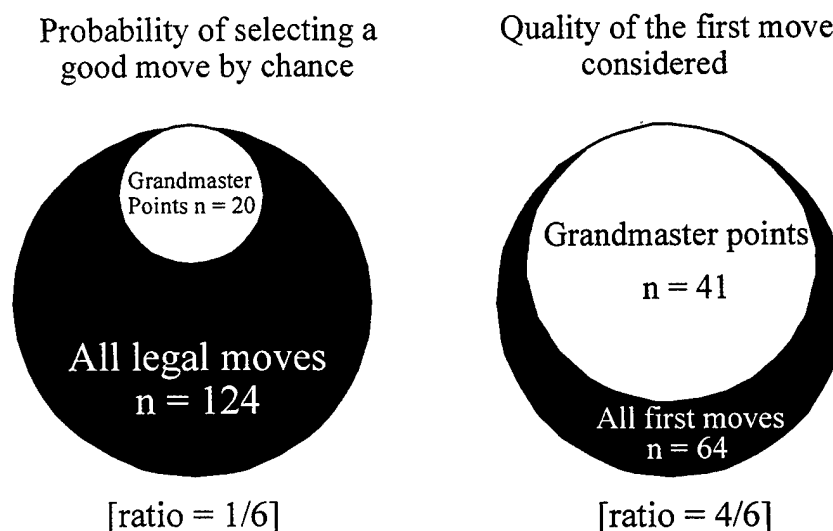 Probability of selecting a
good move by chance
Grandmaster
Points n = 20
All legal moves
n = 124
[ratio = 1/6]
Quality of the first move
considered
Grandmaster points
n = 41
All first moves
n = 64
[ratio = 4/6]